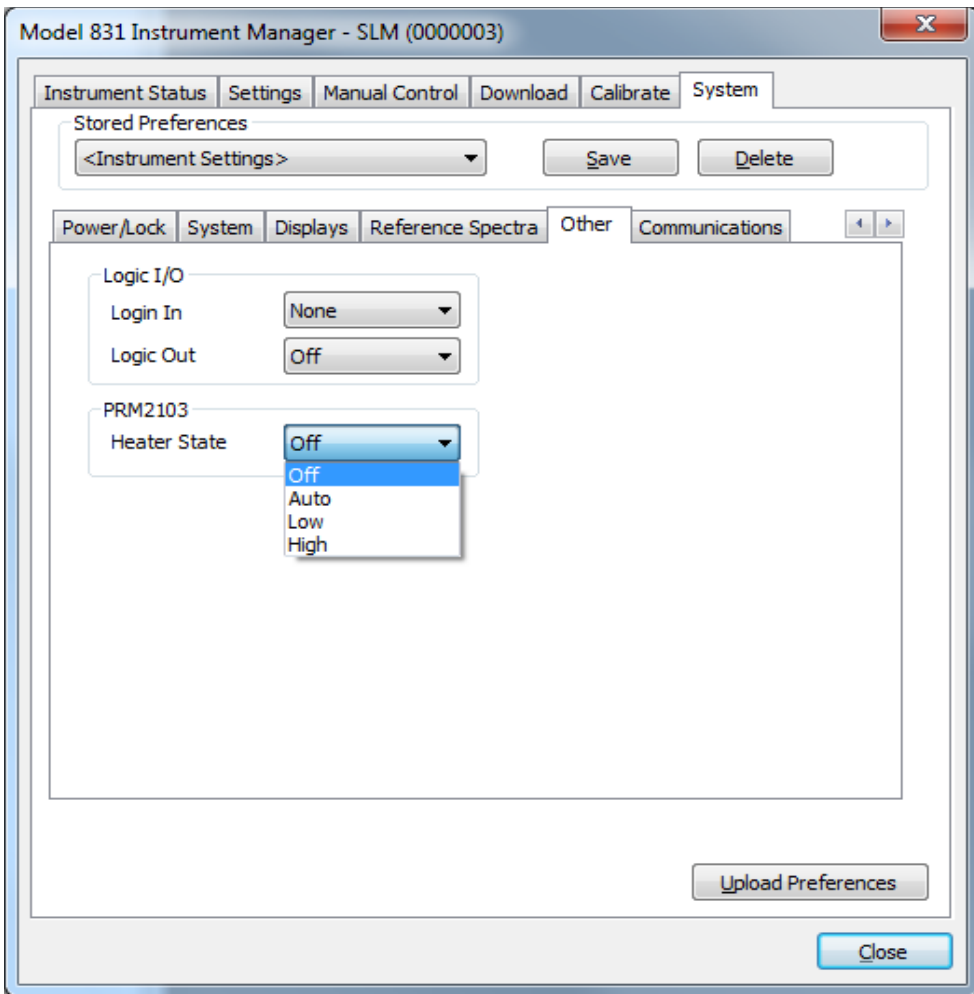 Model 831 Instrument Manager - SLM (0000003)
Instrument Status Settings Manual Control Download Calibrate System
Stored Preferences
<Instrument Settings> Save Delete
Power/Lock System Displays Reference Spectra Other Communications
Logic I/O
Login In None
Logic Out Off
PRM2103
Heater State Off
Off
Auto
Low
High
Upload Preferences
Close